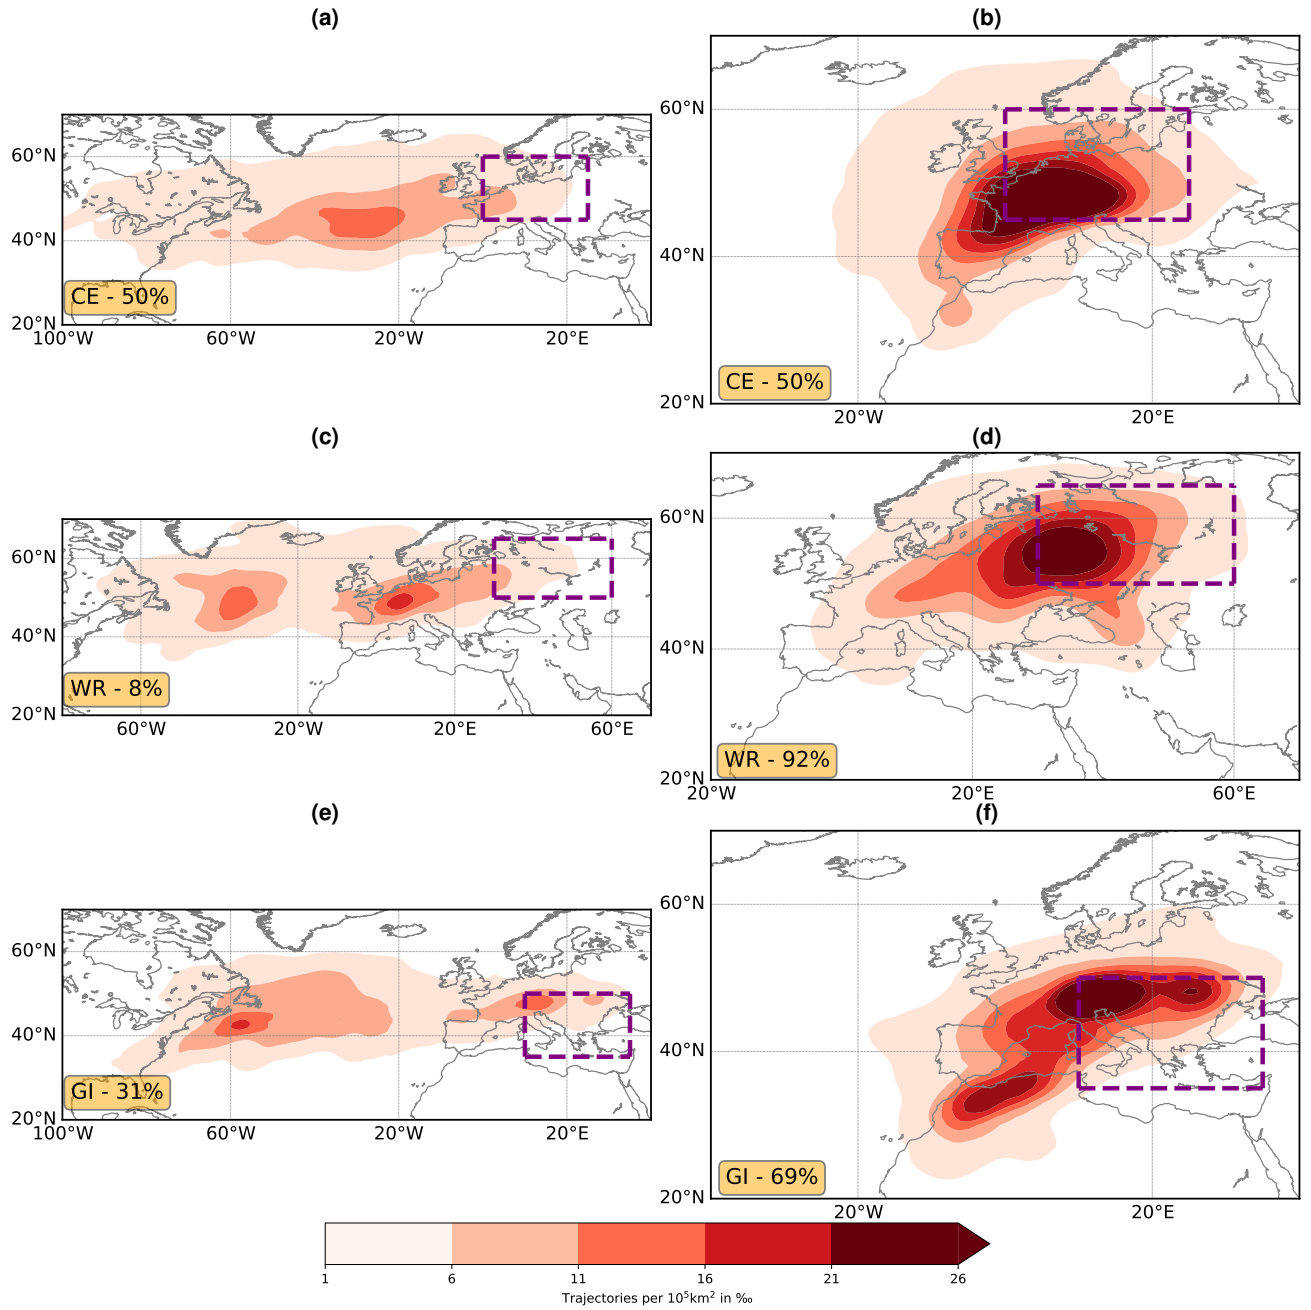 (a)
60°N
40°N
20°N
100°W 60°W 20°W 20°E
CE - 50%
(b)
60°N
40°N
20°N
20°W 20°E
CE - 50%
(c)
60°N
40°N
20°N
60°W 20°W 20°E 60°E
WR - 8%
(d)
60°N
40°N
20°N
20°W 20°E 60°E
WR - 92%
(e)
60°N
40°N
20°N
100°W 60°W 20°W 20°E
GI - 31%
(f)
60°N
40°N
20°N
20°W 20°E
GI - 69%
1 6 11 16 21 26
Trajectories per 10⁵km² in ‰